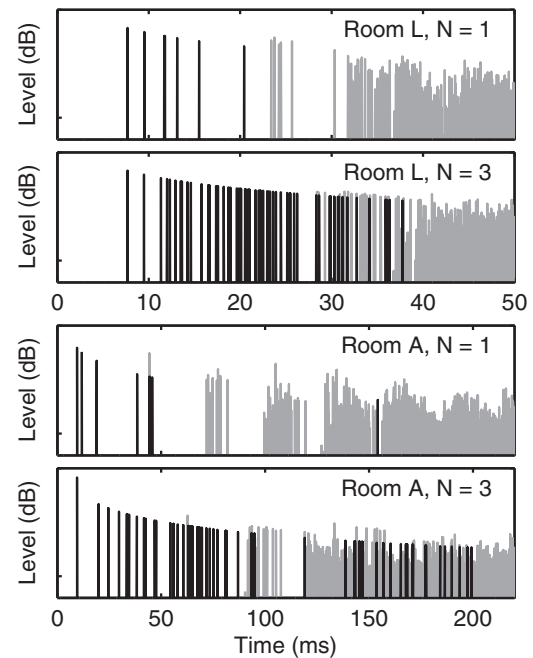 Level (dB)
Room L, N = 1
Level (dB)
Room L, N = 3
0 10 20 30 40 50
Level (dB)
Room A, N = 1
Level (dB)
Room A, N = 3
0 50 100 150 200
Time (ms)